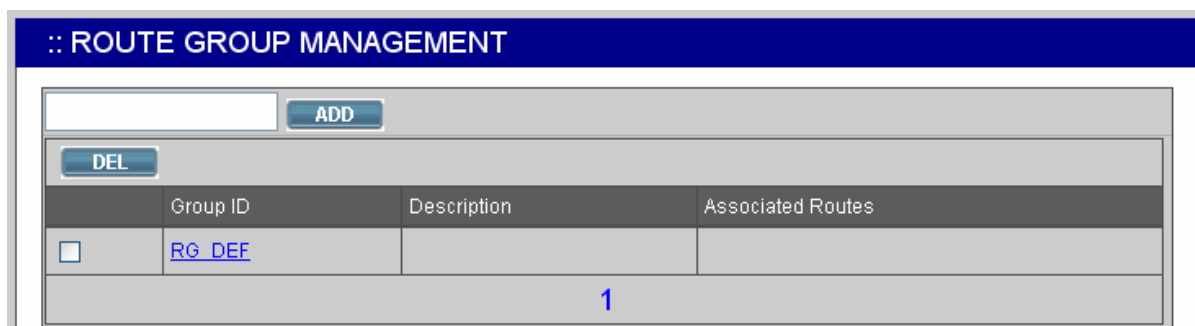 :: ROUTE GROUP MANAGEMENT
ADD
DEL
Group ID Description Associated Routes
RG_DEF
1